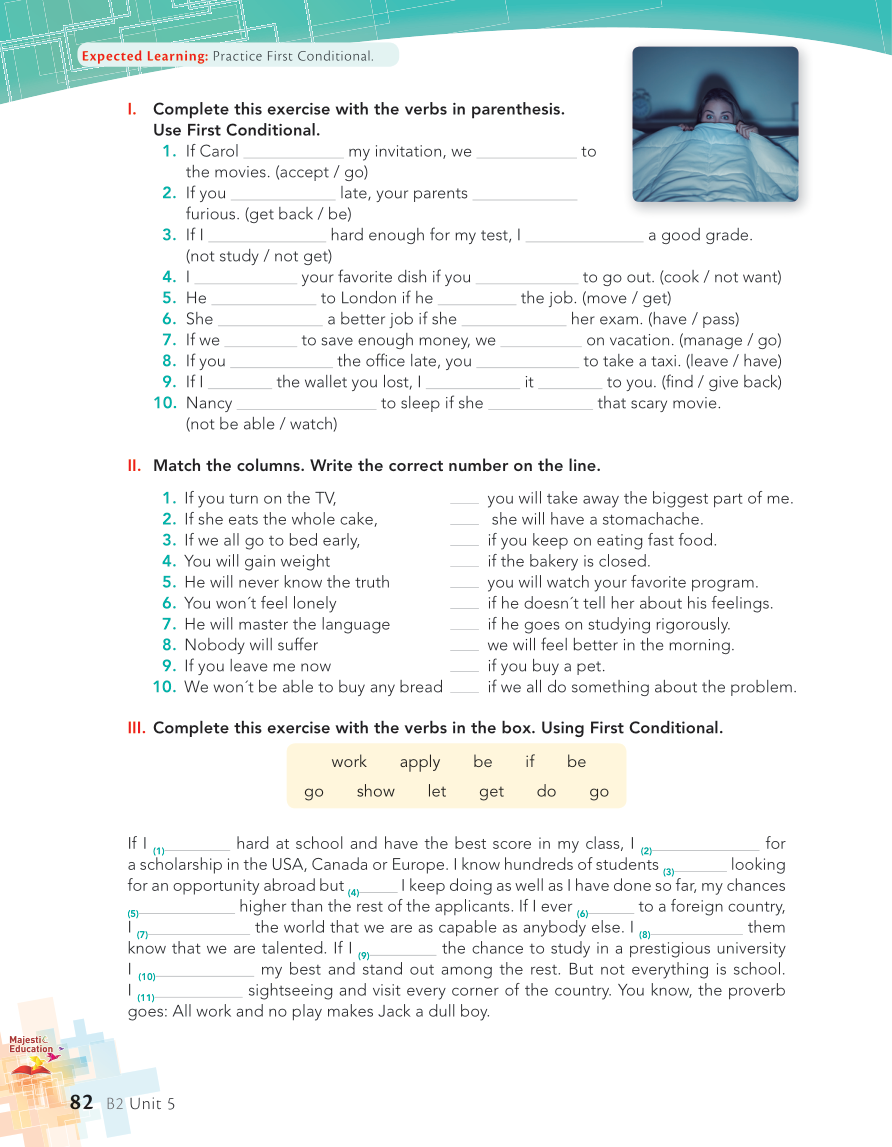 Expected Learning: Practice First Conditional.
I. Complete this exercise with the verbs in parenthesis.
Use First Conditional.
1. If Carol ____________ my invitation, we ____________ to
the movies. (accept / go)
2. If you ____________ late, your parents ____________
furious. (get back / be)
3. If I ____________ hard enough for my test, I ____________ a good grade.
(not study / not get)
4. I ____________ your favorite dish if you ____________ to go out. (cook / not want)
5. He ____________ to London if he ____________ the job. (move / get)
6. She ____________ a better job if she ____________ her exam. (have / pass)
7. If we ____________ to save enough money, we ____________ on vacation. (manage / go)
8. If you ____________ the office late, you ____________ to take a taxi. (leave / have)
9. If I ____________ the wallet you lost, I ____________ it ____________ to you. (find / give back)
10. Nancy ____________ to sleep if she ____________ that scary movie.
(not be able / watch)
II. Match the columns. Write the correct number on the line.
1. If you turn on the TV, ____ you will take away the biggest part of me.
2. If she eats the whole cake, ____ she will have a stomachache.
3. If we all go to bed early, ____ if you keep on eating fast food.
4. You will gain weight ____ if the bakery is closed.
5. He will never know the truth ____ you will watch your favorite program.
6. You won´t feel lonely ____ if he doesn´t tell her about his feelings.
7. He will master the language ____ if he goes on studying rigorously.
8. Nobody will suffer ____ we will feel better in the morning.
9. If you leave me now ____ if you buy a pet.
10. We won´t be able to buy any bread ____ if we all do something about the problem.
III. Complete this exercise with the verbs in the box. Using First Conditional.
work apply be if be
go show let get do go
If I (1)________ hard at school and have the best score in my class, I (2)____________ for
a scholarship in the USA, Canada or Europe. I know hundreds of students (3)______ looking
for an opportunity abroad but (4)____ I keep doing as well as I have done so far, my chances
(5)____________ higher than the rest of the applicants. If I ever (6)______ to a foreign country,
I (7)____________ the world that we are as capable as anybody else. I (8)____________ them
know that we are talented. If I (9)________ the chance to study in a prestigious university
I (10)____________ my best and stand out among the rest. But not everything is school.
I (11)____________ sightseeing and visit every corner of the country. You know, the proverb
goes: All work and no play makes Jack a dull boy.
Majestic
Education
82 B2 Unit 5